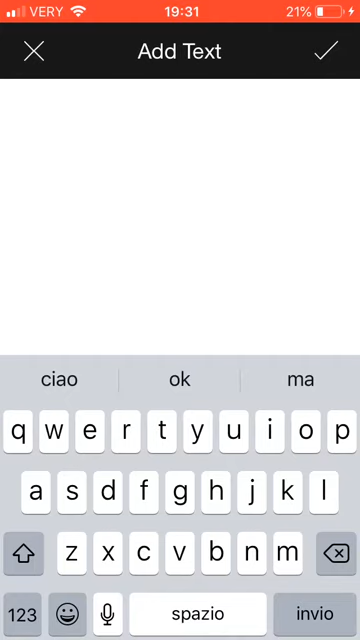 VERY 19:31 21%
Add Text
ciao ok ma
q w e r t y u i o p
a s d f g h j k l
z x c v b n m
123 spazio invio